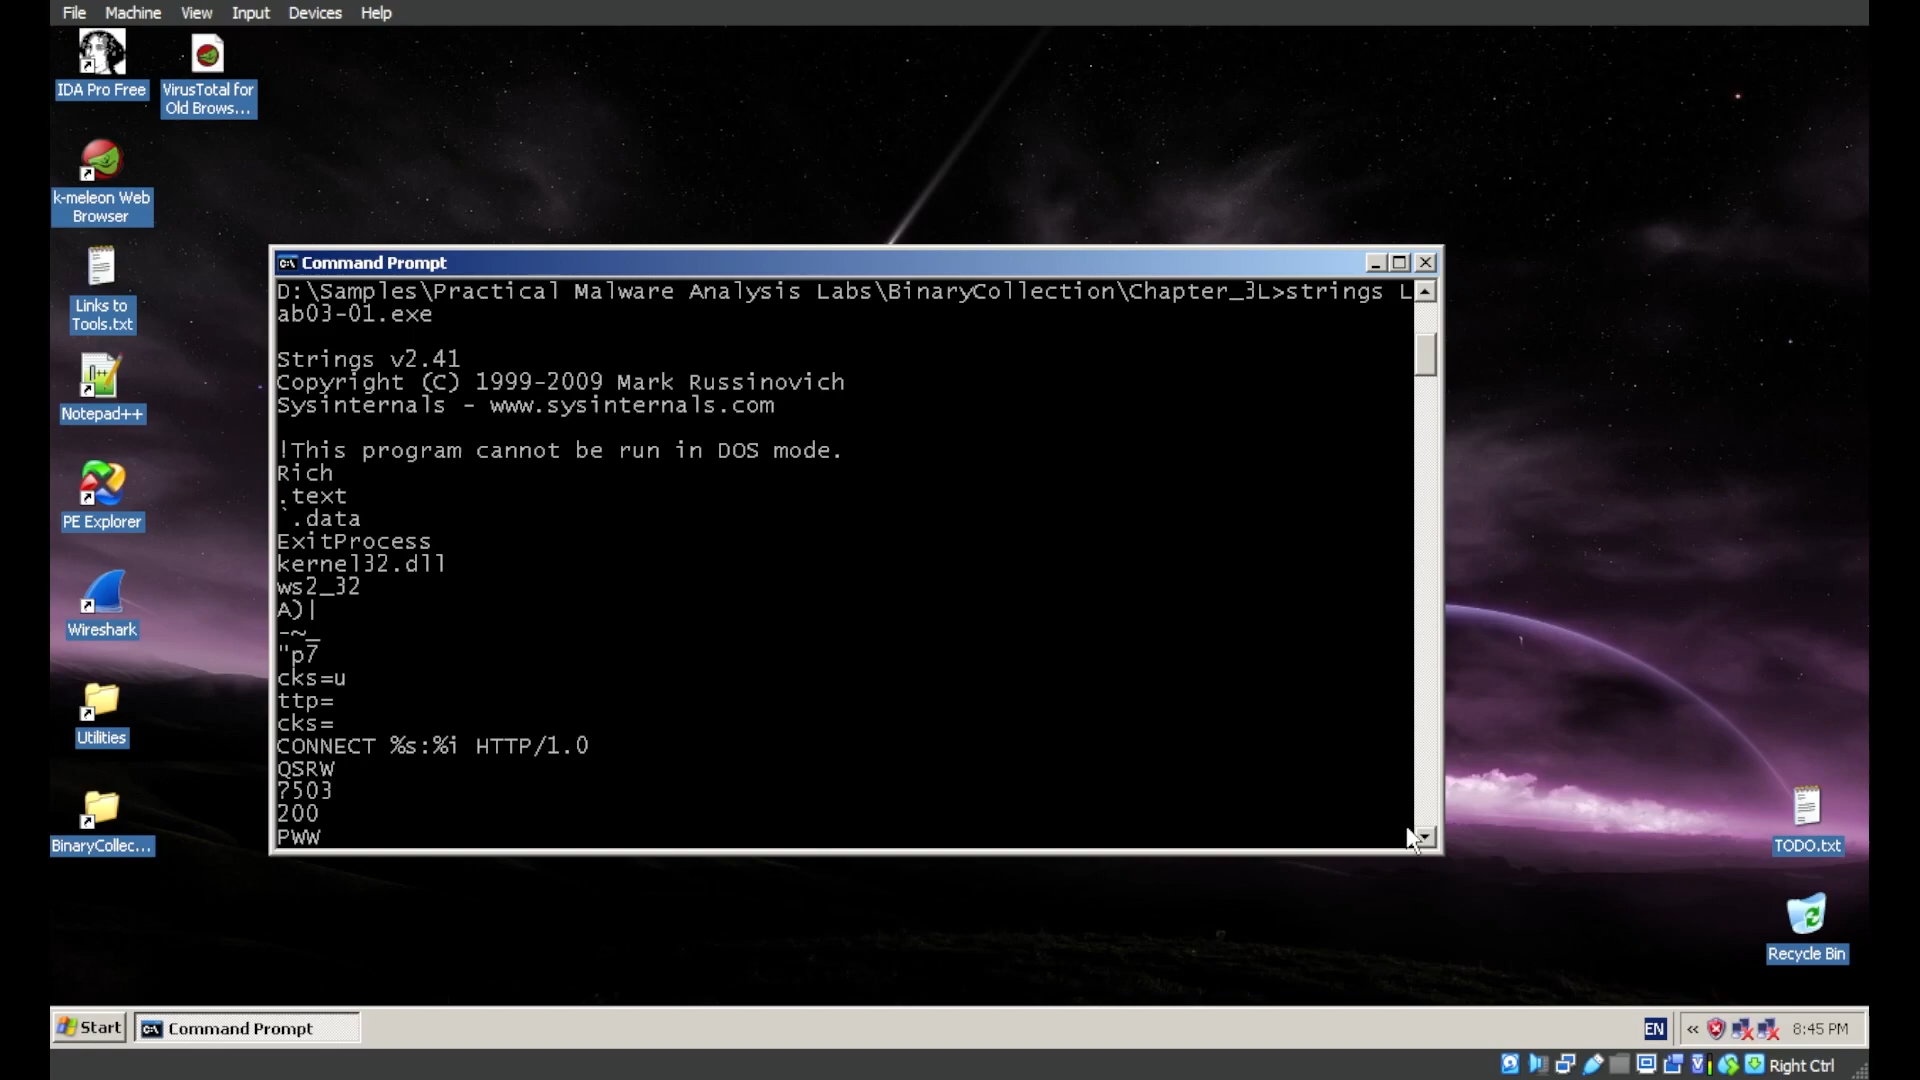 File Machine View Input Devices Help
IDA Pro Free
VirusTotal for
Old Brows...
k-meleon Web
Browser
Links to
Tools.txt
Notepad++
PE Explorer
Wireshark
Utilities
BinaryCollec...
Command Prompt
D:\Samples\Practical Malware Analysis Labs\BinaryCollection\Chapter_3L>strings L
ab03-01.exe
Strings v2.41
Copyright (C) 1999-2009 Mark Russinovich
Sysinternals - www.sysinternals.com
!This program cannot be run in DOS mode.
Rich
.text
`.data
ExitProcess
kernel32.dll
ws2_32
A)|
-~_
"p7
cks=u
ttp=
cks=
CONNECT %s:%i HTTP/1.0
QSRW
?503
200
PWW
TODO.txt
Recycle Bin
Start
Command Prompt
EN
« 8:45 PM
Right Ctrl